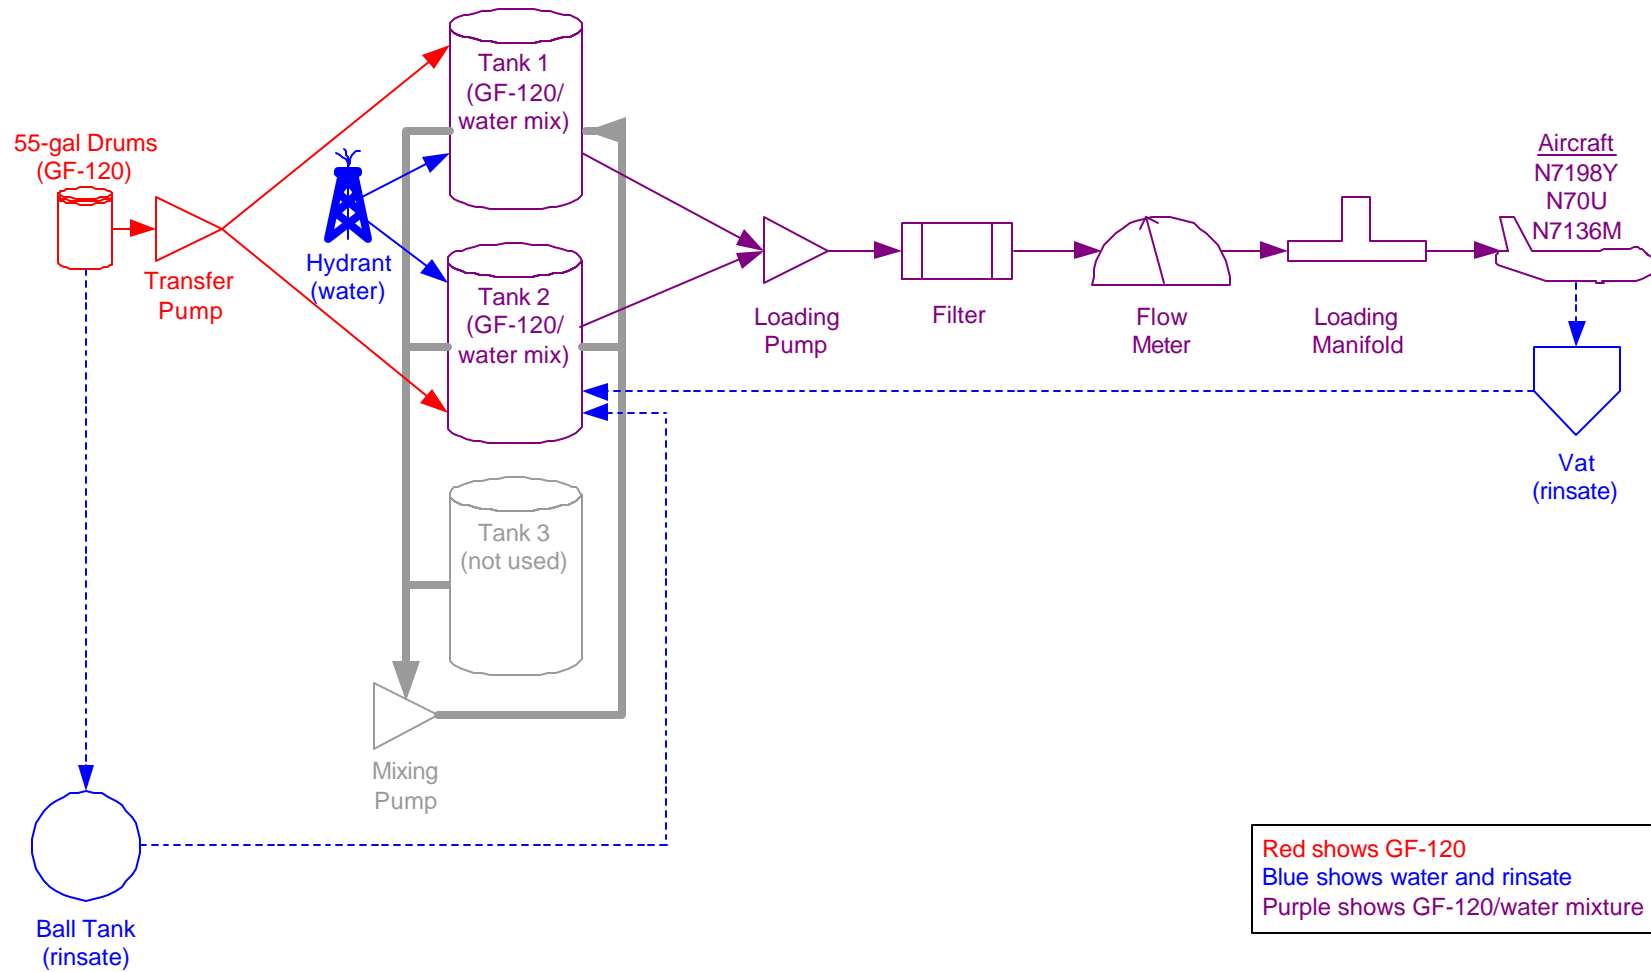 Tank 1
(GF-120/
water mix)
55-gal Drums
(GF-120)
Transfer
Pump
Hydrant
(water)
Tank 2
(GF-120/
water mix)
Tank 3
(not used)
Mixing
Pump
Loading
Pump
Filter
Flow
Meter
Loading
Manifold
Aircraft
N7198Y
N70U
N7136M
Vat
(rinsate)
Ball Tank
(rinsate)
Red shows GF-120
Blue shows water and rinsate
Purple shows GF-120/water mixture